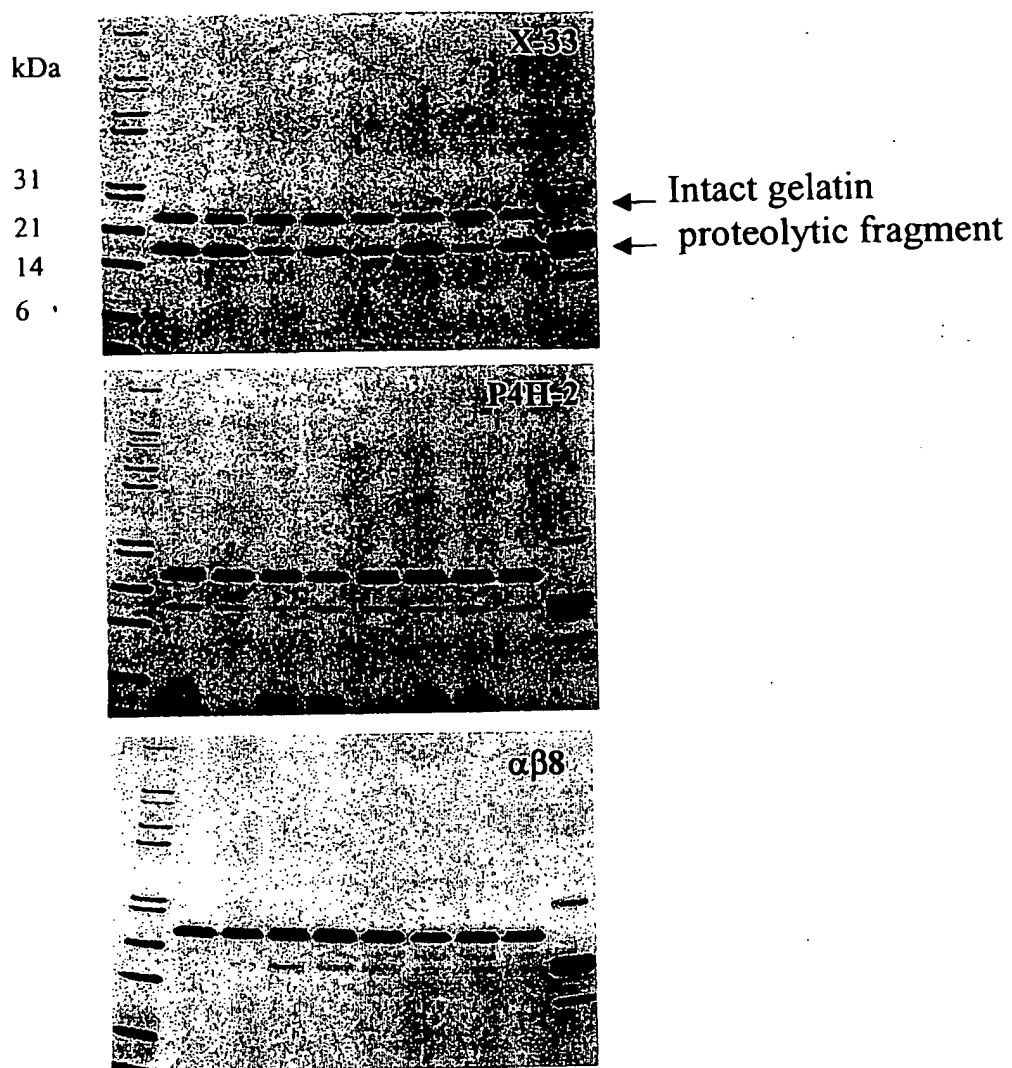 X-33
kDa
31
21
14
6
Intact gelatin
proteolytic fragment
P4H-2
αβ8